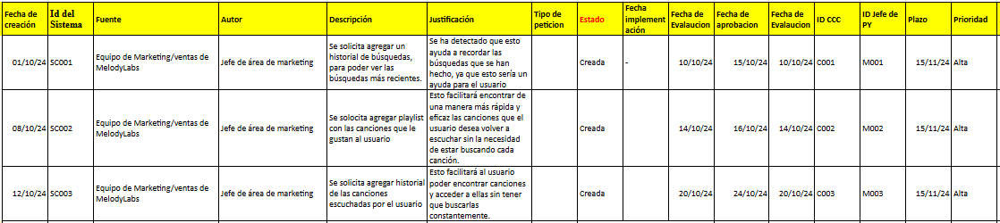 Fecha de creación	Id del Sistema	Fuente	Autor	Descripción	Justificación	Tipo de peticion	Estado	Fecha implement ación	Fecha de Evalaucion	Fecha de aprobacion	Fecha de Evaluacion	ID CCC	ID Jefe de PY	Plazo	Prioridad
01/10/24	SC001	Equipo de Marketing/ventas de MelodyLabs	Jefe de área de marketing	Se solicita agregar un historial de búsquedas, para poder ver las búsquedas más recientes.	Se ha detectado que esto ayuda a recordar las búsquedas que se han hecho, ya que esto sería un ayuda para el usuario		Creada	-	10/10/24	15/10/24	10/10/24	C001	M001	15/11/24	Alta
08/10/24	SC002	Equipo de Marketing/ventas de MelodyLabs	Jefe de área de marketing	Se solocita agregar playlist con las canciones que le gustan al usuario	Esto facilitará encontrar de una manera más rápida y eficaz las canciones que el usuario desea volver a escuchar sin la necesidad de estar buscando cada canción.		Creada		14/10/24	16/10/24	14/10/24	C002	M002	15/11/24	Alta
12/10/24	SC003	Equipo de Marketing/ventas de MelodyLabs	Jefe de área de marketing	Se solicita agregar historial de las canciones escuchadas por el usuario	Esto facilitará al usuario poder encontrar canciones y acceder a ellas sin tener que buscarlas constantemente.		Creada		20/10/24	24/10/24	20/10/24	C003	M003	15/11/24	Alta